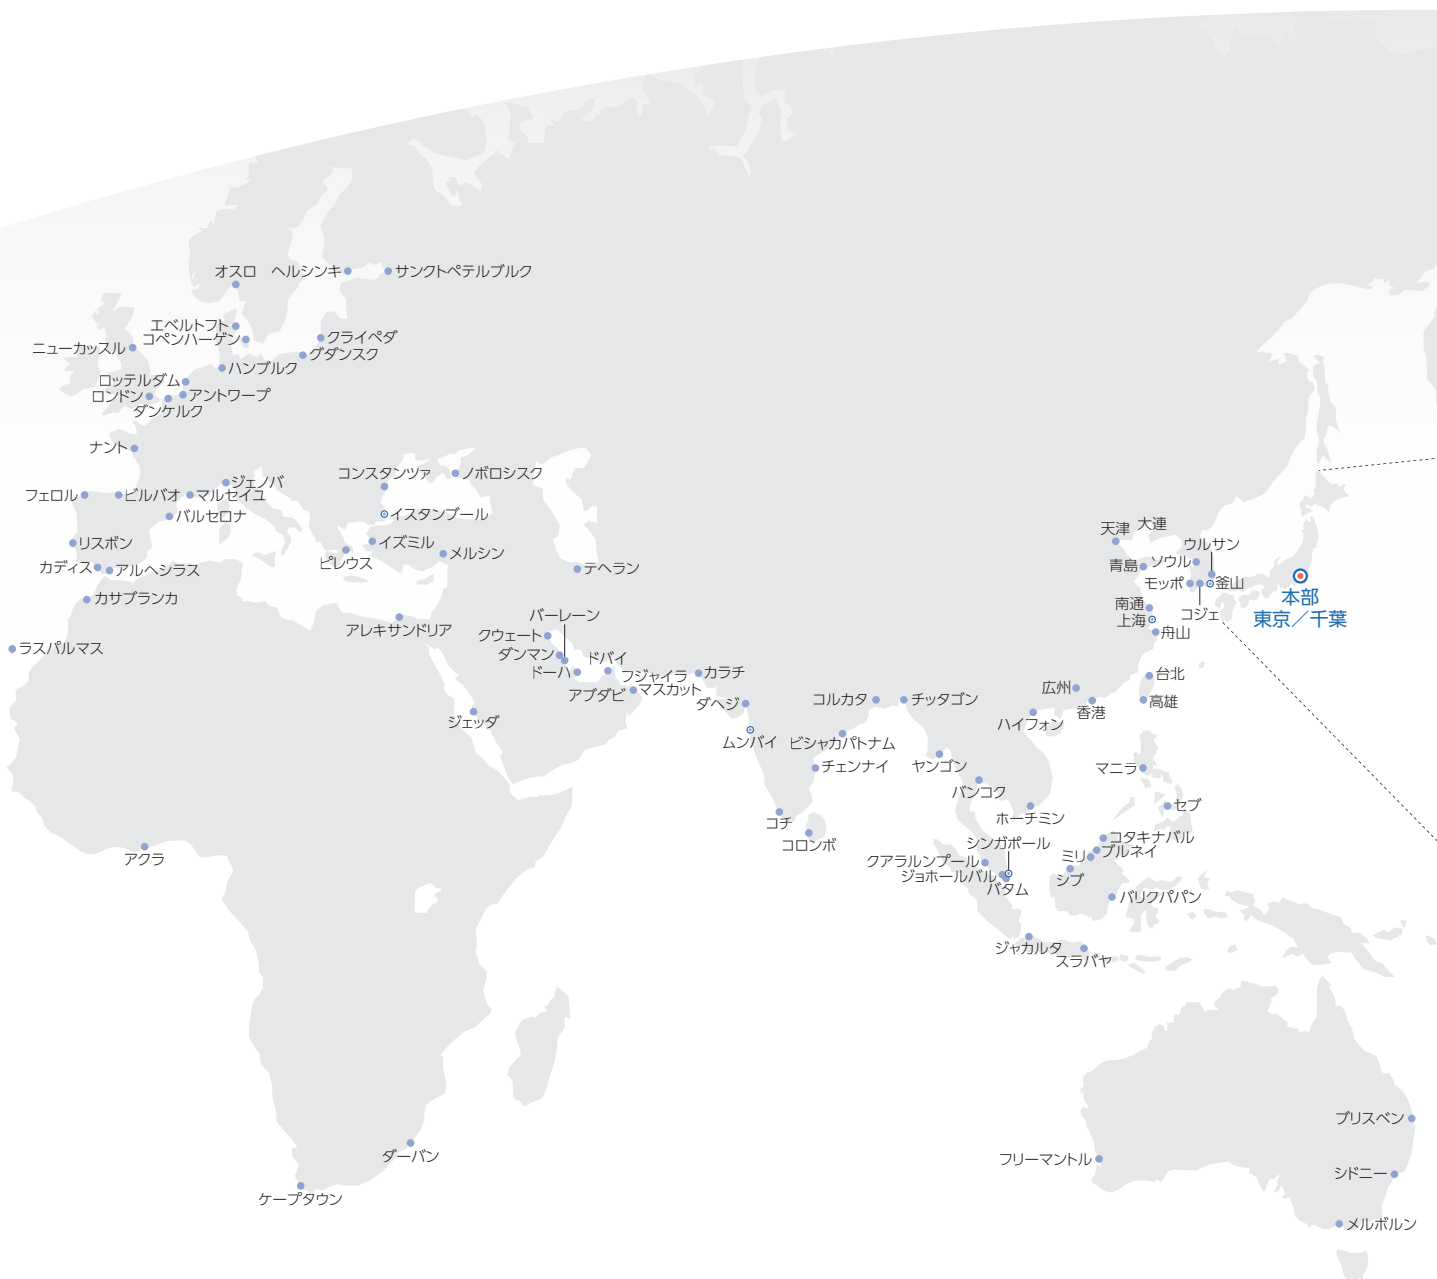 オスロ
ヘルシンキ
サンクトペテルブルク
エベルトフト
コペンハーゲン
クライペダ
グダンスク
ニューカッスル
ハンブルク
ロッテルダム
ロンドン
アントワープ
ダンケルク
ナント
コンスタンツァ
ノボロシスク
ジェノバ
フェロル
ビルバオ
マルセイユ
バルセロナ
イスタンブール
リスボン
イズミル
ピレウス
メルシン
カディス
アルヘシラス
テヘラン
カサブランカ
アレキサンドリア
ラスパルマス
バーレーン
クウェート
ダンマン
ドーハ
ドバイ
アブダビ
フジャイラ
マスカット
カラチ
ダヘジ
ジェッダ
ムンバイ
コルカタ
チッタゴン
ビシャカパトナム
チェンナイ
ヤンゴン
バンコク
コチ
コロンボ
天津
大連
ウルサン
青島
ソウル
モッポ
釜山
コジェ
南通
上海
舟山
本部
東京／千葉
台北
広州
香港
高雄
ハイフォン
マニラ
セブ
ホーチミン
シンガポール
クアラルンプール
ジョホールバル
バタム
コタキナバル
ブルネイ
ミリ
シブ
バリクパパン
ジャカルタ
スラバヤ
アクラ
ダーバン
ケープタウン
ブリスベン
フリーマントル
シドニー
メルボルン